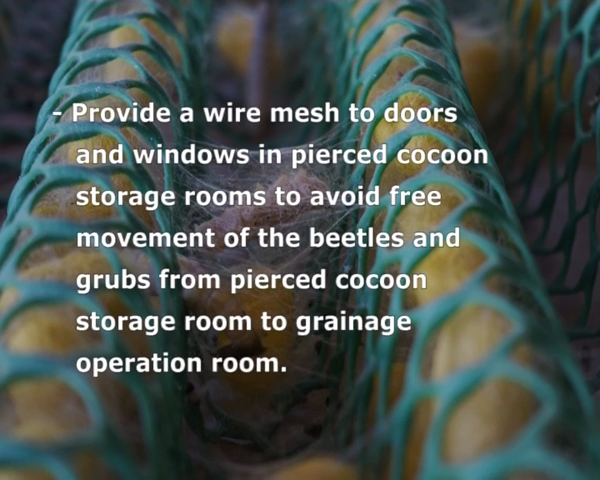 - Provide a wire mesh to doors
and windows in pierced cocoon
storage rooms to avoid free
movement of the beetles and
grubs from pierced cocoon
storage room to grainage
operation room.